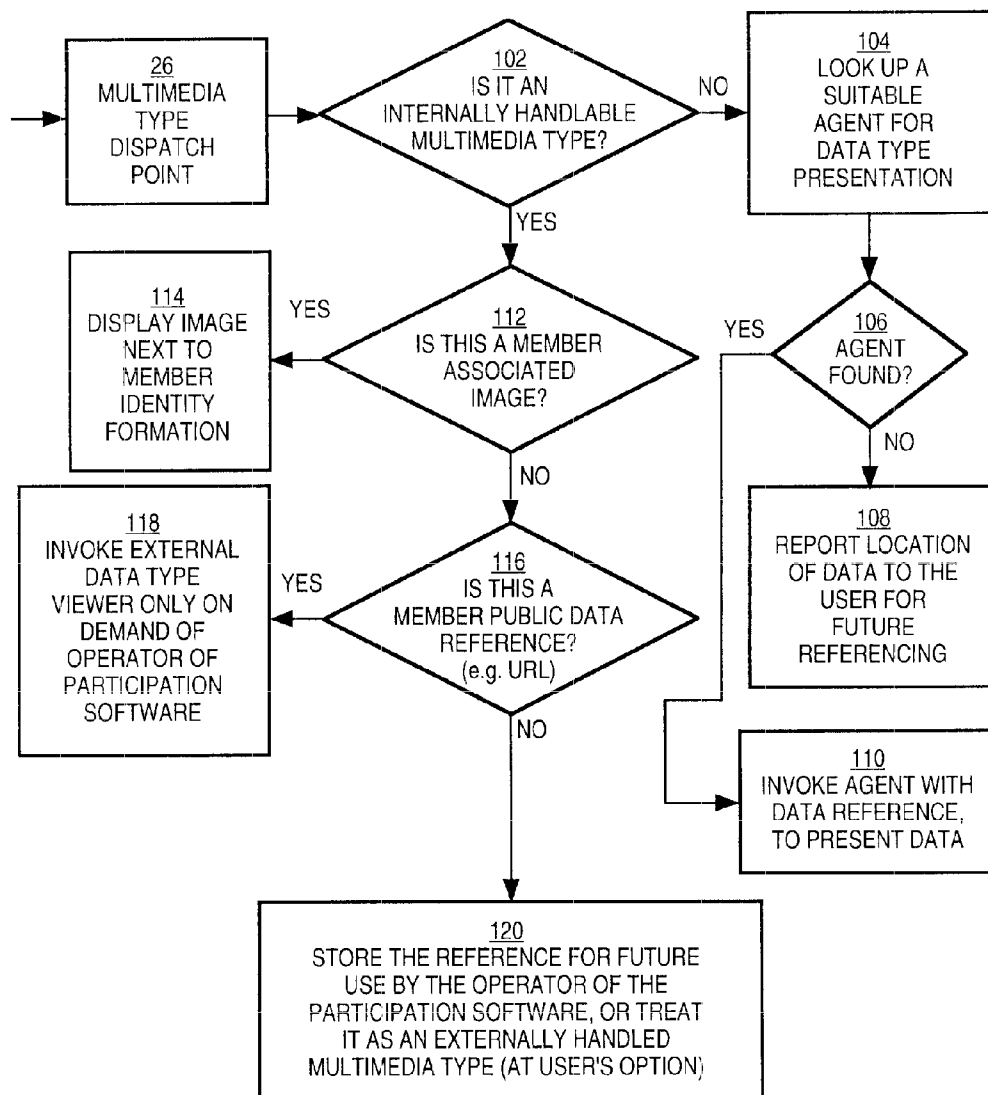 26
MULTIMEDIA
TYPE
DISPATCH
POINT
102
IS IT AN
INTERNALLY HANDLABLE
MULTIMEDIA TYPE?
NO
104
LOOK UP A
SUITABLE
AGENT FOR
DATA TYPE
PRESENTATION
YES
114
DISPLAY IMAGE
NEXT TO
MEMBER
IDENTITY
FORMATION
YES
112
IS THIS A MEMBER
ASSOCIATED
IMAGE?
YES
106
AGENT
FOUND?
NO
NO
118
INVOKE EXTERNAL
DATA TYPE
VIEWER ONLY ON
DEMAND OF
OPERATOR OF
PARTICIPATION
SOFTWARE
YES
116
IS THIS A
MEMBER PUBLIC DATA
REFERENCE?
(e.g. URL)
108
REPORT LOCATION
OF DATA TO THE
USER FOR
FUTURE
REFERENCING
NO
110
INVOKE AGENT WITH
DATA REFERENCE,
TO PRESENT DATA
120
STORE THE REFERENCE FOR FUTURE
USE BY THE OPERATOR OF THE
PARTICIPATION SOFTWARE, OR TREAT
IT AS AN EXTERNALLY HANDLED
MULTIMEDIA TYPE (AT USER'S OPTION)